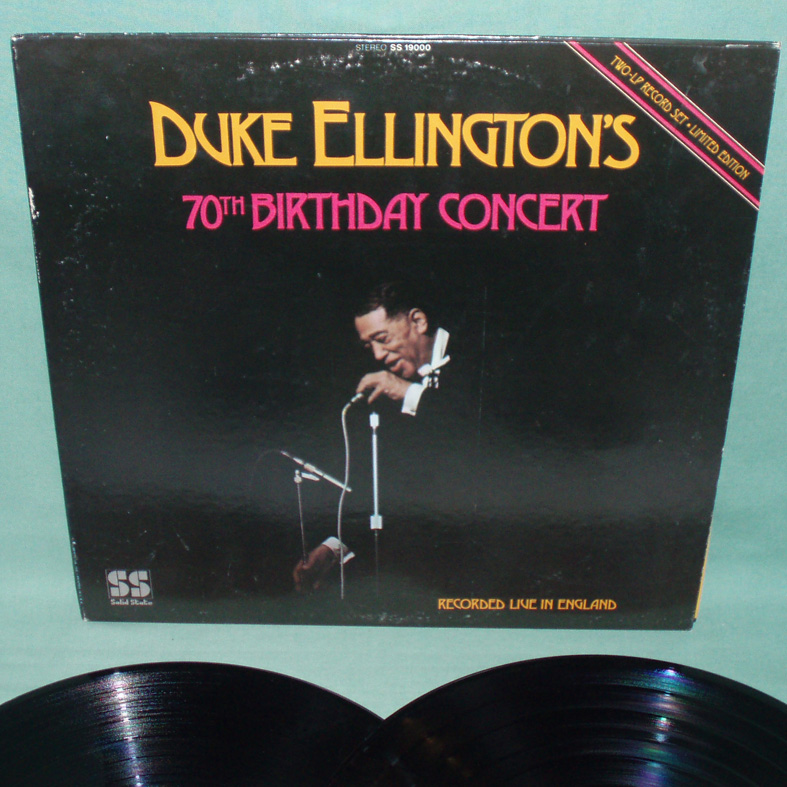 STEREO SS 19000
TWO-LP RECORD SET • LIMITED EDITION
DUKE ELLINGTON'S
70TH BIRTHDAY CONCERT
SS
Solid State
RECORDED LIVE IN ENGLAND